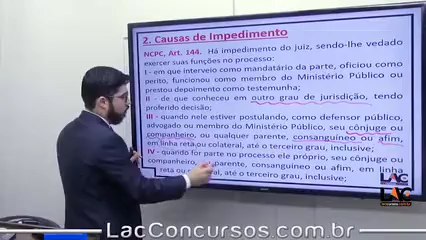 2. Causas de Impedimento
NCPC, Art. 144. Há impedimento do juiz, sendo-lhe vedado
exercer suas funções no processo:
I - em que interveio como mandatário da parte, oficiou como
perito, funcionou como membro do Ministério Público ou
prestou depoimento como testemunha;
II - de que conheceu em outro grau de jurisdição, tendo
proferido decisão;
III - quando nele estiver postulando, como defensor público,
advogado ou membro do Ministério Público, seu cônjuge ou
companheiro, ou qualquer parente, consanguíneo ou afim,
em linha reta ou colateral, até o terceiro grau, inclusive;
IV - quando for parte no processo ele próprio, seu cônjuge ou
companheiro, parente, consanguíneo ou afim, em linha
reta ou colateral, até o terceiro grau, inclusive;
LAC
LacConcursos.com.br